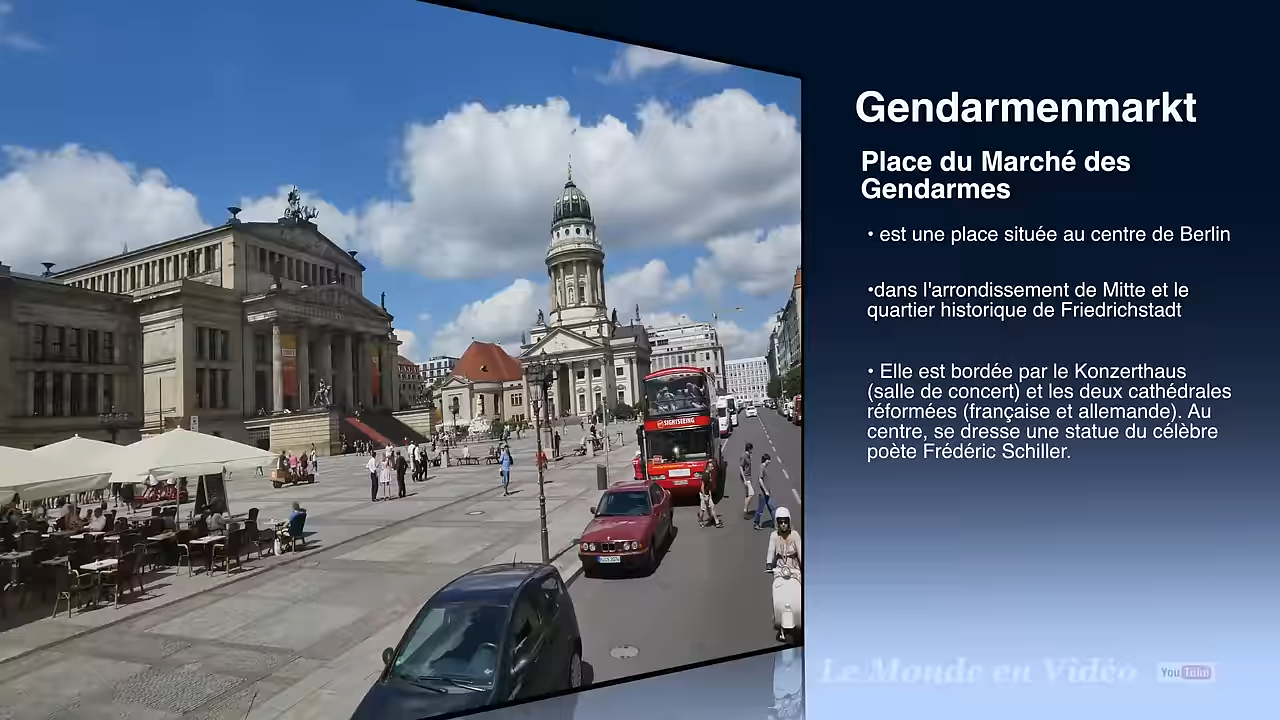 Gendarmenmarkt
Place du Marché des
Gendarmes
• est une place située au centre de Berlin
•dans l'arrondissement de Mitte et le
quartier historique de Friedrichstadt
• Elle est bordée par le Konzerthaus
(salle de concert) et les deux cathédrales
réformées (française et allemande). Au
centre, se dresse une statue du célèbre
poète Frédéric Schiller.
SIGHTSEEING
Le Monde en Vidéo
YouTube